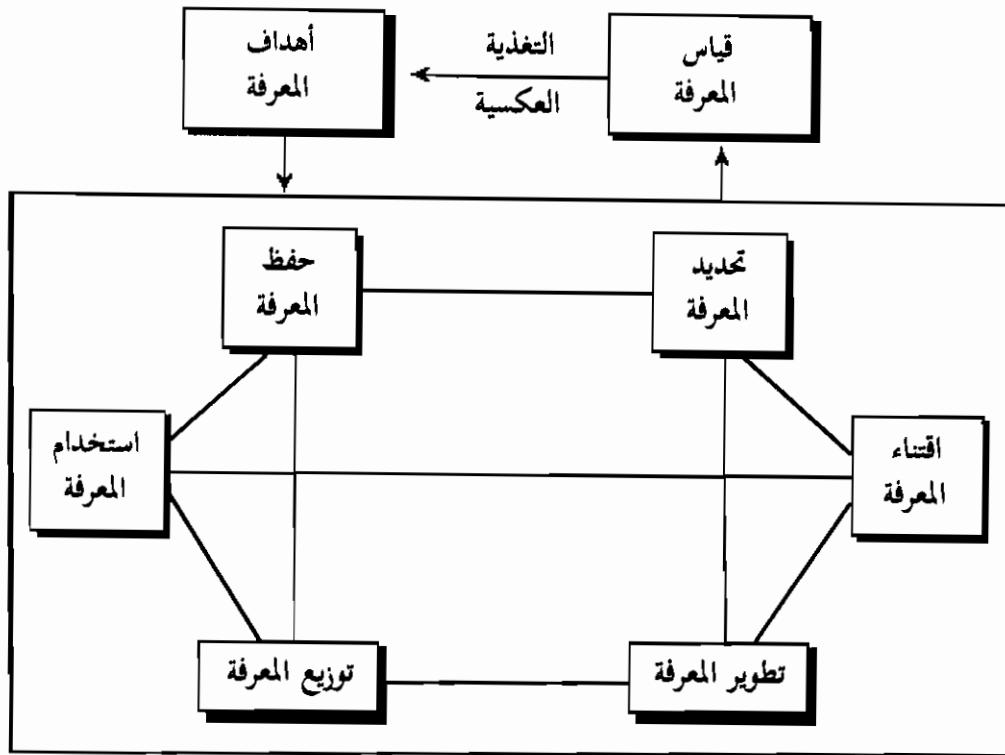 قياس
المعرفة
التغذية
العكسية
أهداف
المعرفة
تحديد
المعرفة
حفظ
المعرفة
اقتناء
المعرفة
استخدام
المعرفة
تطوير المعرفة
توزيع المعرفة